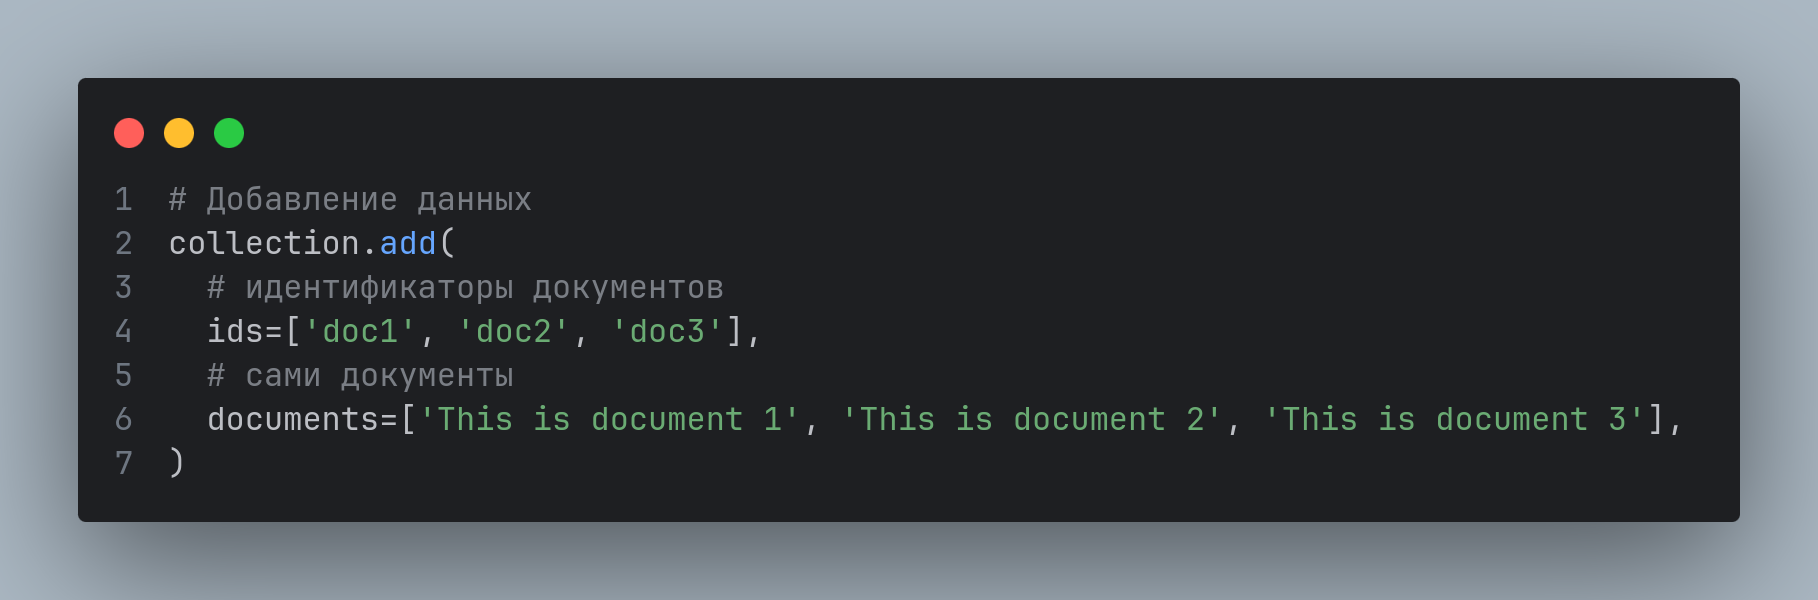 1 # Добавление данных
2 collection.add(
3   # идентификаторы документов
4   ids=['doc1', 'doc2', 'doc3'],
5   # сами документы
6   documents=['This is document 1', 'This is document 2', 'This is document 3'],
7 )